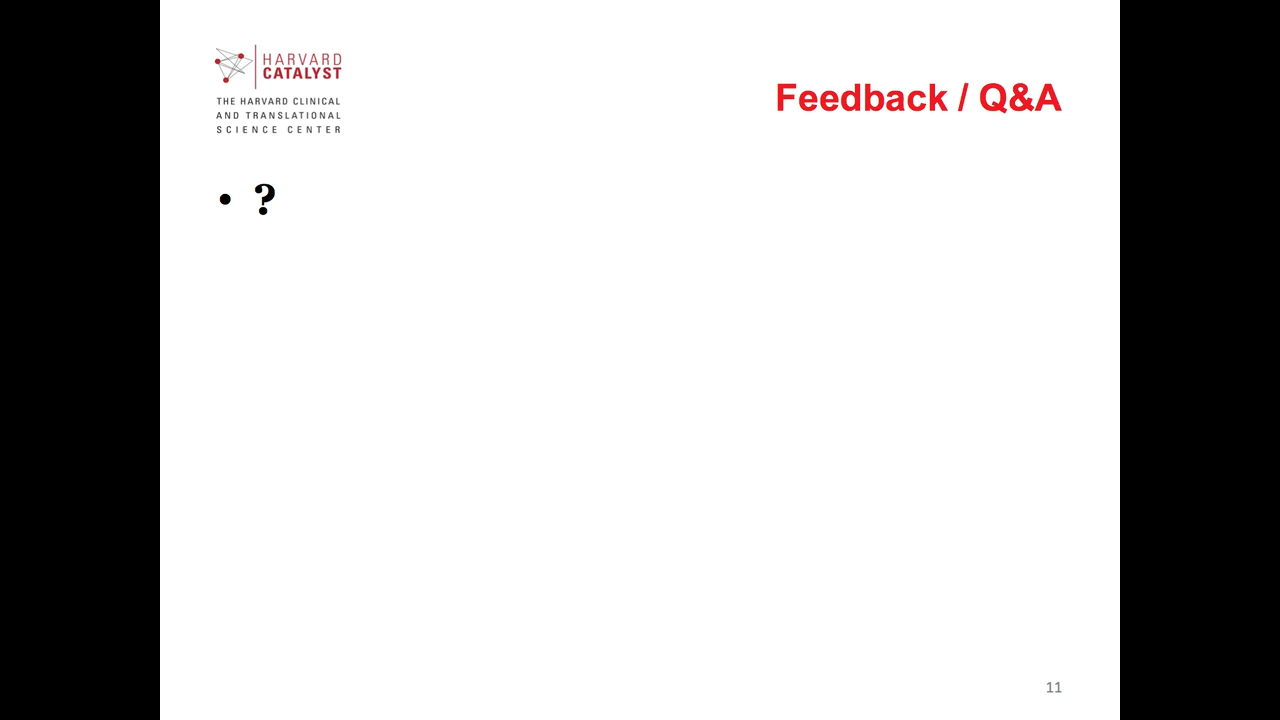 HARVARD
CATALYST
THE HARVARD CLINICAL
AND TRANSLATIONAL
SCIENCE CENTER
Feedback / Q&A
• ?
11